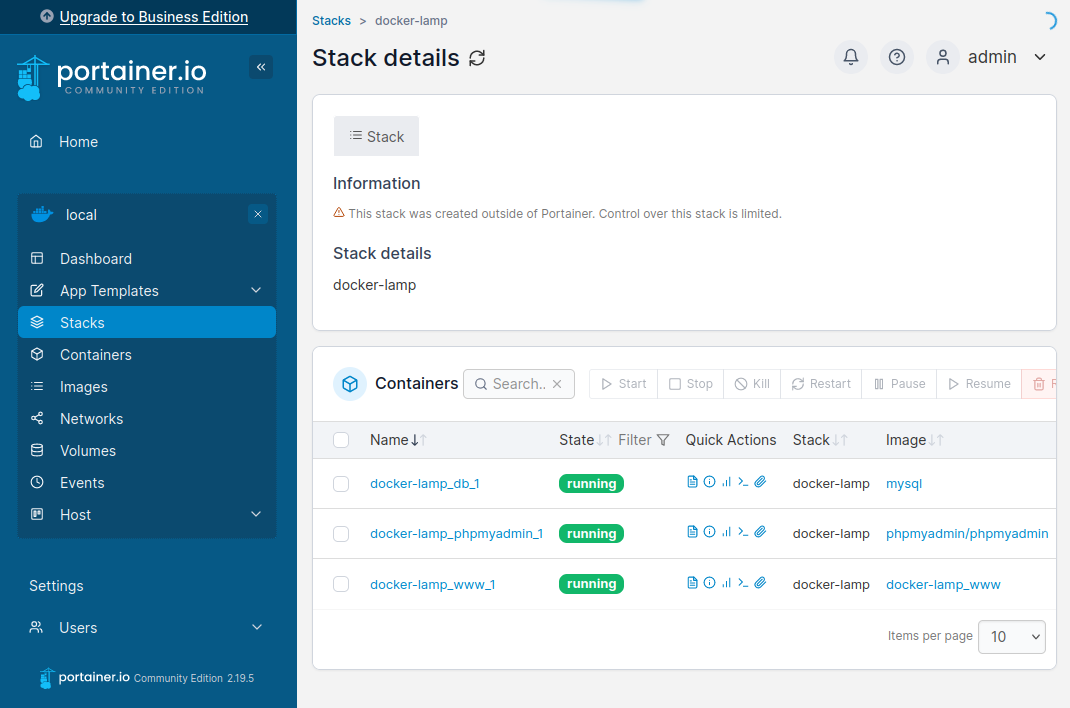 Upgrade to Business Edition
portainer.io
COMMUNITY EDITION
Home
local
Dashboard
App Templates
Stacks
Containers
Images
Networks
Volumes
Events
Host
Settings
Users
portainer.io Community Edition 2.19.5
Stacks > docker-lamp
Stack details
admin
Stack
Information
This stack was created outside of Portainer. Control over this stack is limited.
Stack details
docker-lamp
Containers Search.. Start Stop Kill Restart Pause Resume
Name State Filter Quick Actions Stack Image
docker-lamp_db_1 running docker-lamp mysql
docker-lamp_phpmyadmin_1 running docker-lamp phpmyadmin/phpmyadmin
docker-lamp_www_1 running docker-lamp docker-lamp_www
Items per page 10